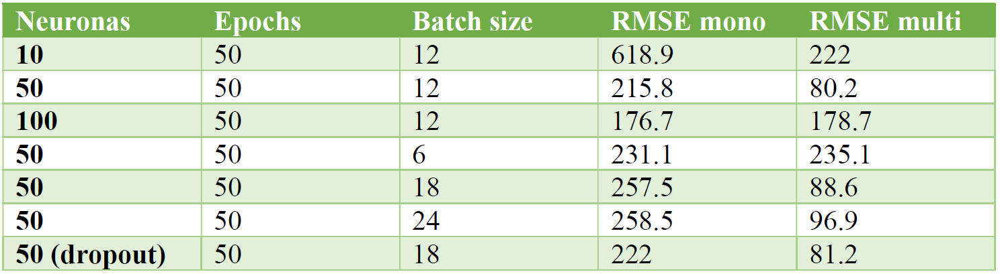 Neuronas Epochs Batch size RMSE mono RMSE multi
10 50 12 618.9 222
50 50 12 215.8 80.2
100 50 12 176.7 178.7
50 50 6 231.1 235.1
50 50 18 257.5 88.6
50 50 24 258.5 96.9
50 (dropout) 50 18 222 81.2